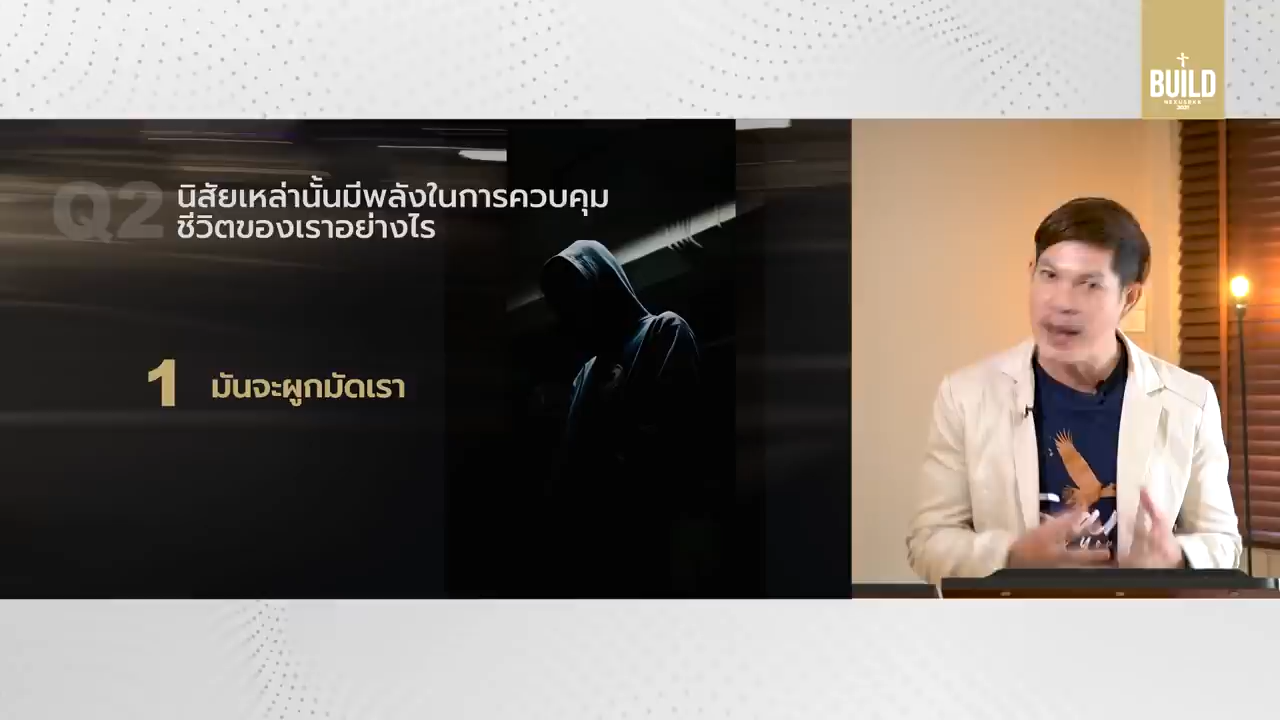 BUILD
NEXUSBKK
2021
Q2
นิสัยเหล่านั้นมีพลังในการควบคุม
ชีวิตของเราอย่างไร
1 มันจะผูกมัดเรา